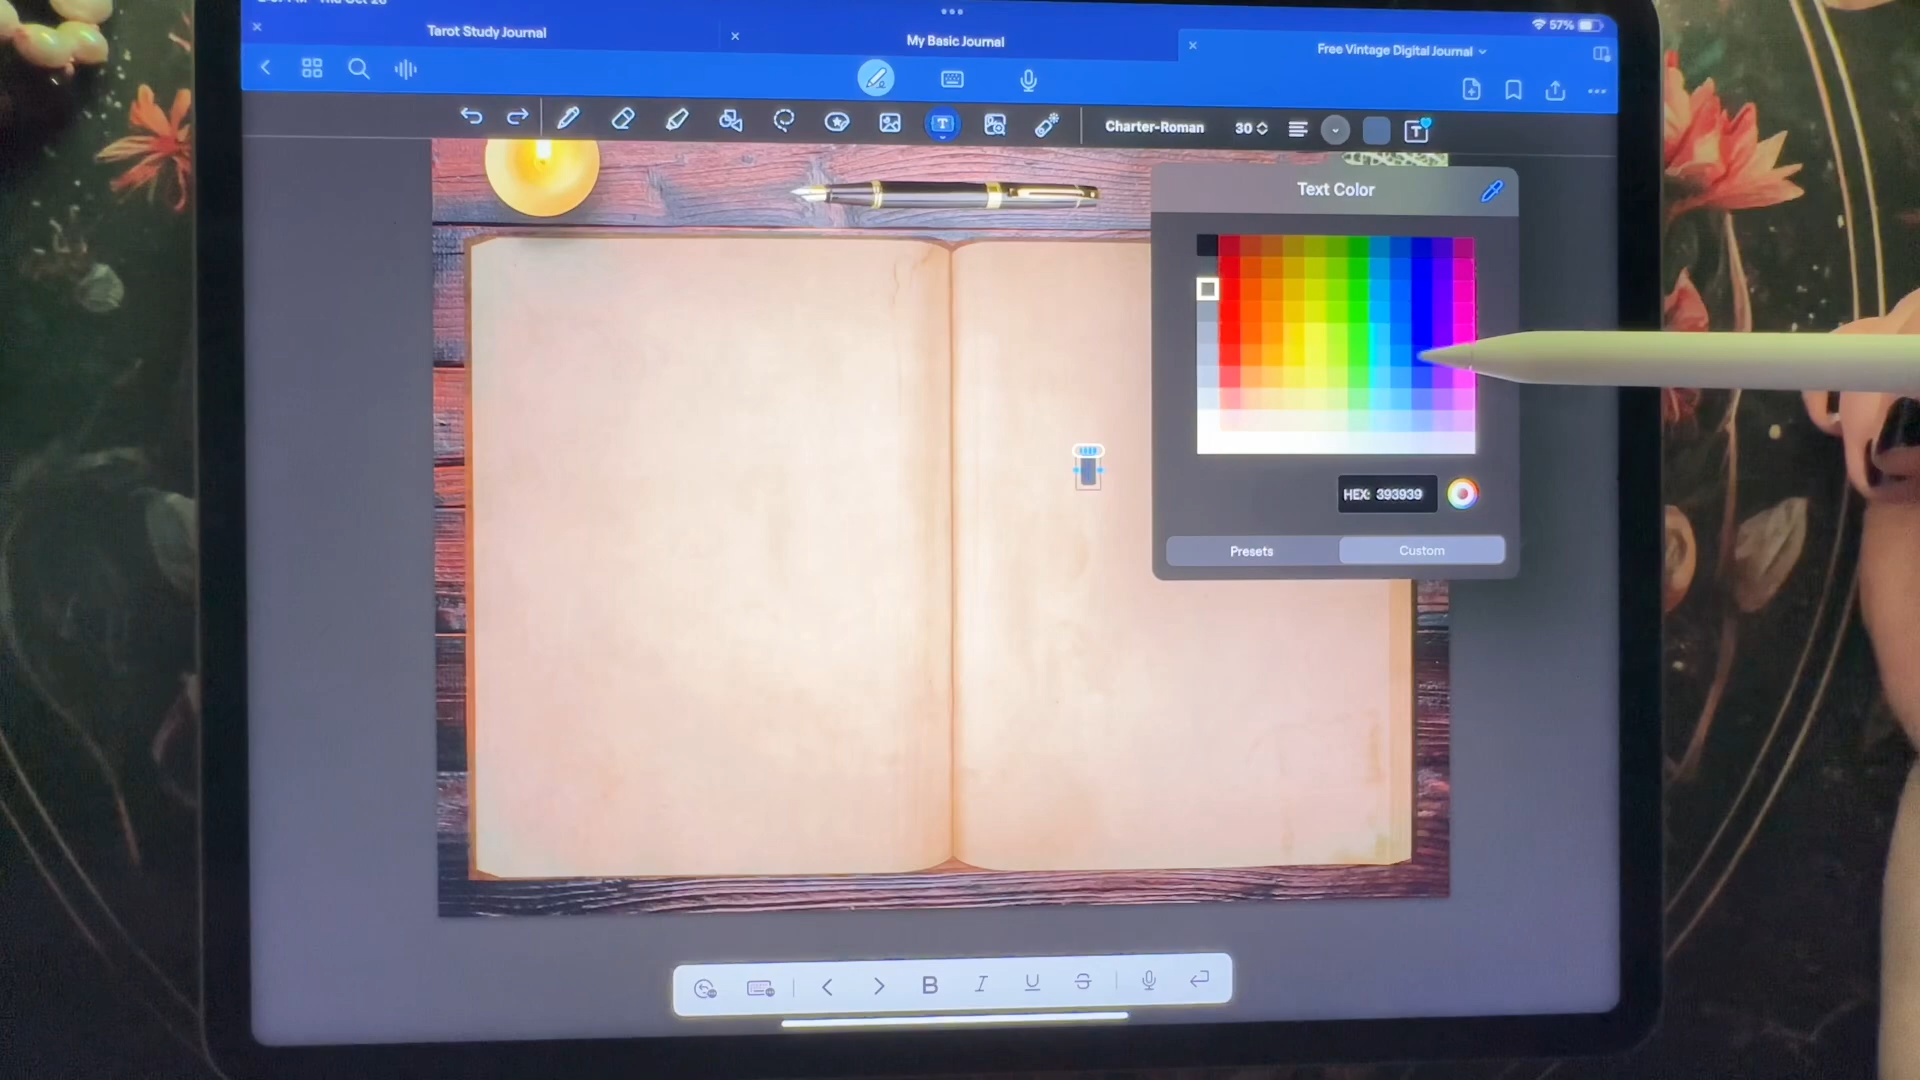 Tarot Study Journal
My Basic Journal
Free Vintage Digital Journal
57%
Charter-Roman
30
Text Color
HEX: 393939
Presets
Custom
B I U S